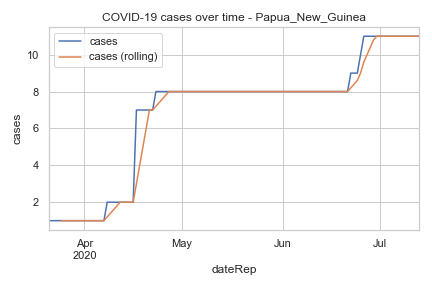 COVID-19 cases over time - Papua_New_Guinea
cases
cases (rolling)
10
8
6
4
2
cases
Apr
2020
May
Jun
Jul
dateRep